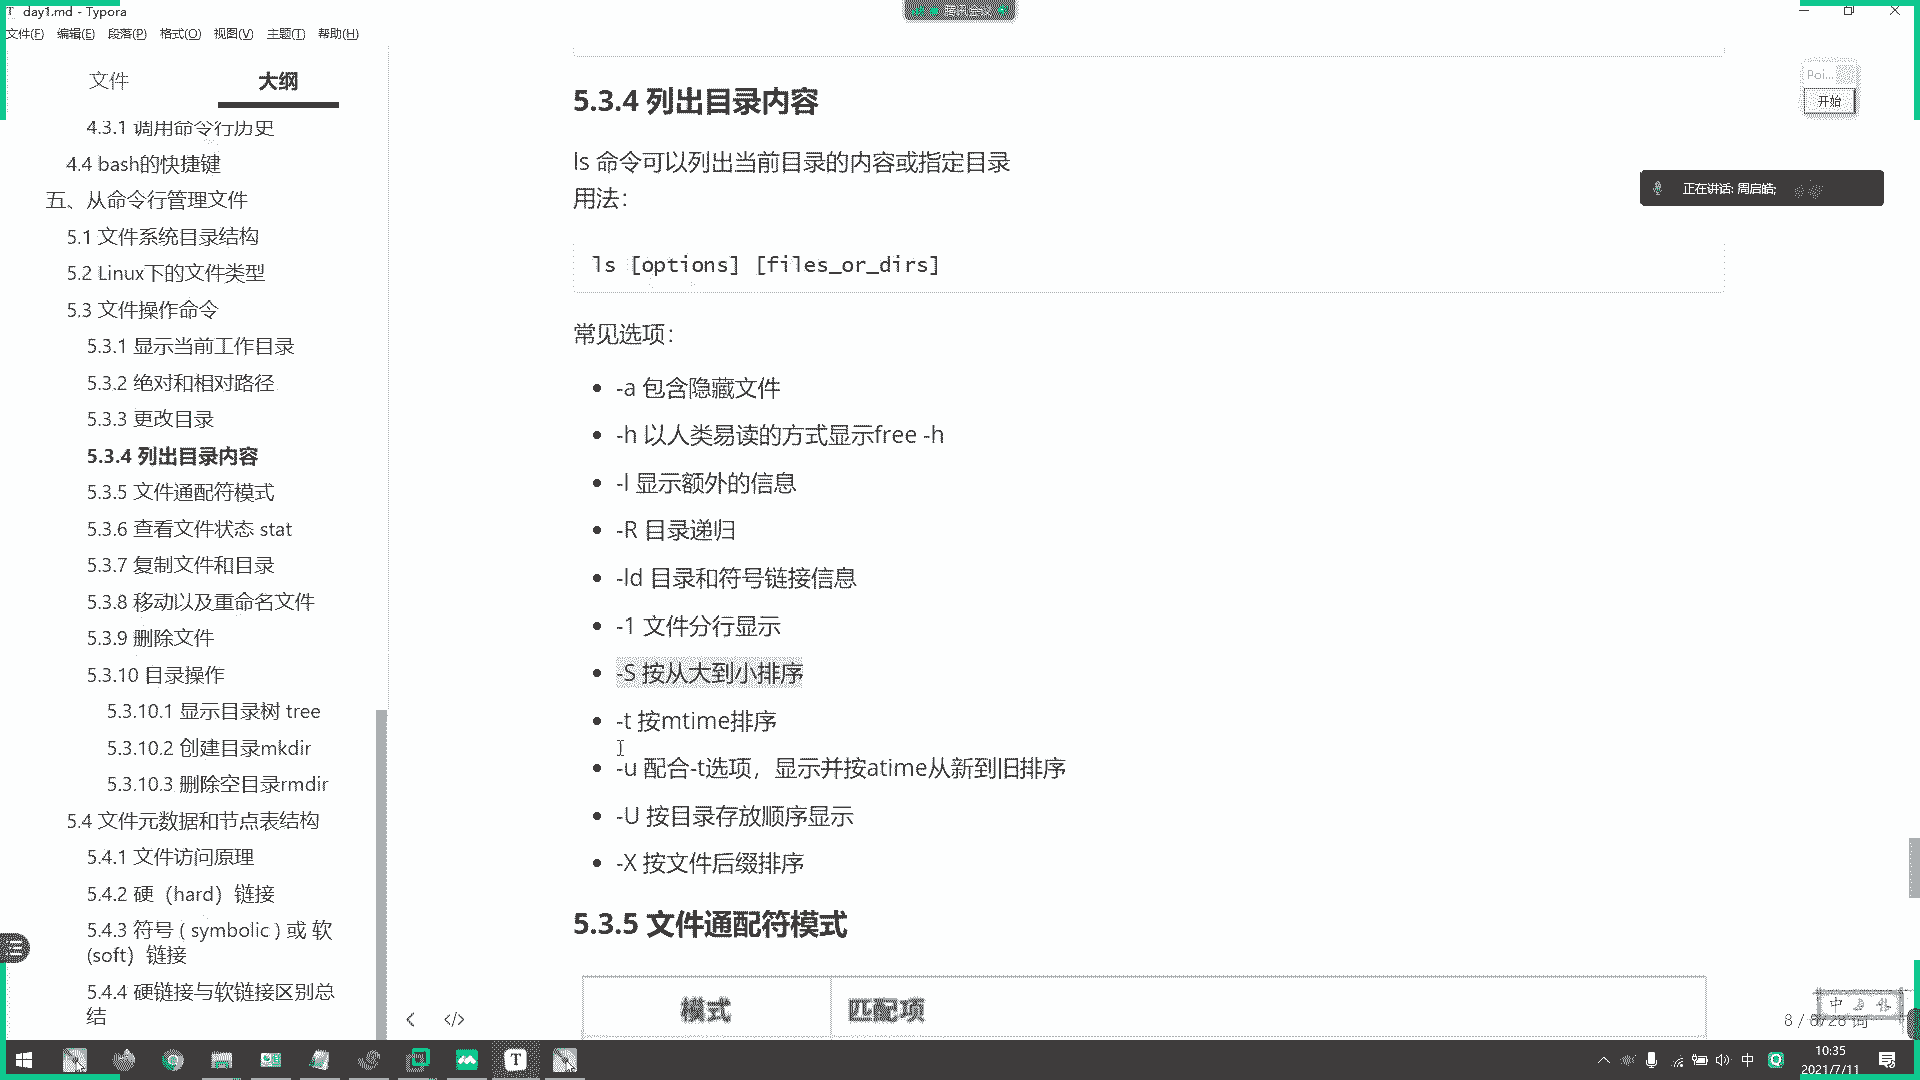 day1.md - Typora
腾讯会议
文件(F) 编辑(E) 段落(P) 格式(O) 视图(V) 主题(T) 帮助(H)
文件
大纲
4.3.1 调用命令行历史
4.4 bash的快捷键
五、从命令行管理文件
5.1 文件系统目录结构
5.2 Linux下的文件类型
5.3 文件操作命令
5.3.1 显示当前工作目录
5.3.2 绝对和相对路径
5.3.3 更改目录
5.3.4 列出目录内容
5.3.5 文件通配符模式
5.3.6 查看文件状态 stat
5.3.7 复制文件和目录
5.3.8 移动以及重命名文件
5.3.9 删除文件
5.3.10 目录操作
5.3.10.1 显示目录树 tree
5.3.10.2 创建目录mkdir
5.3.10.3 删除空目录rmdir
5.4 文件元数据和节点表结构
5.4.1 文件访问原理
5.4.2 硬（hard）链接
5.4.3 符号 ( symbolic ) 或 软
(soft）链接
5.4.4 硬链接与软链接区别总
结
5.3.4 列出目录内容
ls 命令可以列出当前目录的内容或指定目录
用法：
ls [options] [files_or_dirs]
常见选项：
-a 包含隐藏文件
-h 以人类易读的方式显示free -h
-l 显示额外的信息
-R 目录递归
-ld 目录和符号链接信息
-1 文件分行显示
-S 按从大到小排序
-t 按mtime排序
-u 配合-t选项，显示并按atime从新到旧排序
-U 按目录存放顺序显示
-X 按文件后缀排序
5.3.5 文件通配符模式
模式
匹配项
Poi...
开始
正在讲话: 周启皓;
中
中
10:35
2021/7/11